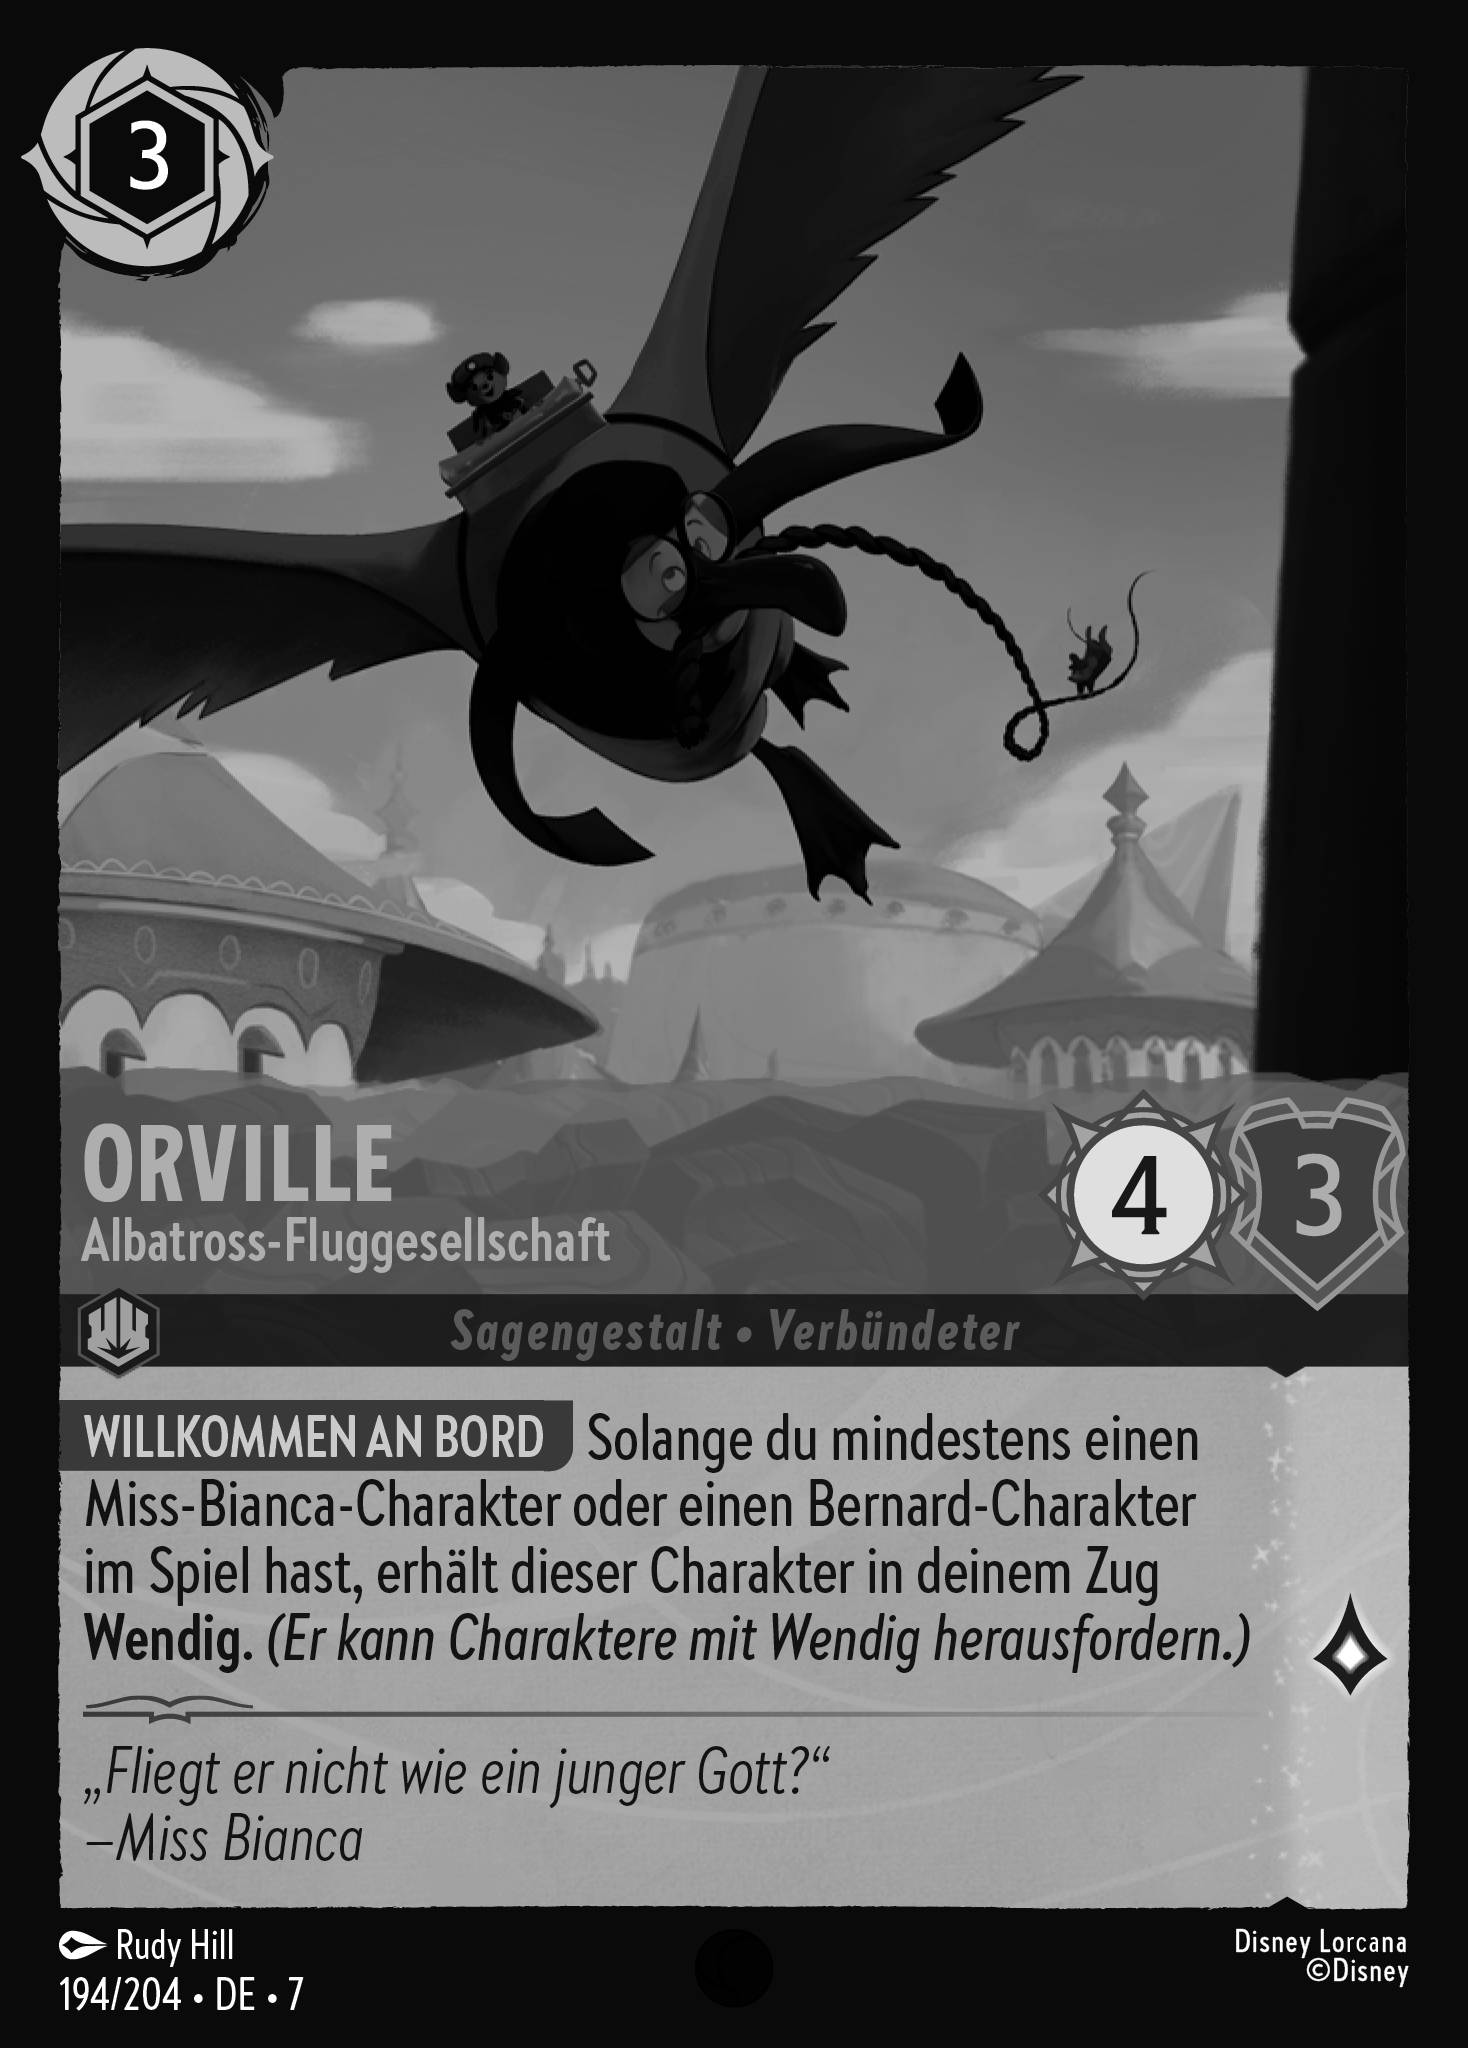 3
ORVILLE
Albatross-Fluggesellschaft
4
3
Sagengestalt • Verbündeter
WILLKOMMEN AN BORD Solange du mindestens einen
Miss-Bianca-Charakter oder einen Bernard-Charakter
im Spiel hast, erhält dieser Charakter in deinem Zug
Wendig. (Er kann Charaktere mit Wendig herausfordern.)
„Fliegt er nicht wie ein junger Gott?“
–Miss Bianca
Rudy Hill
Disney Lorcana
194/204 • DE • 7
©Disney